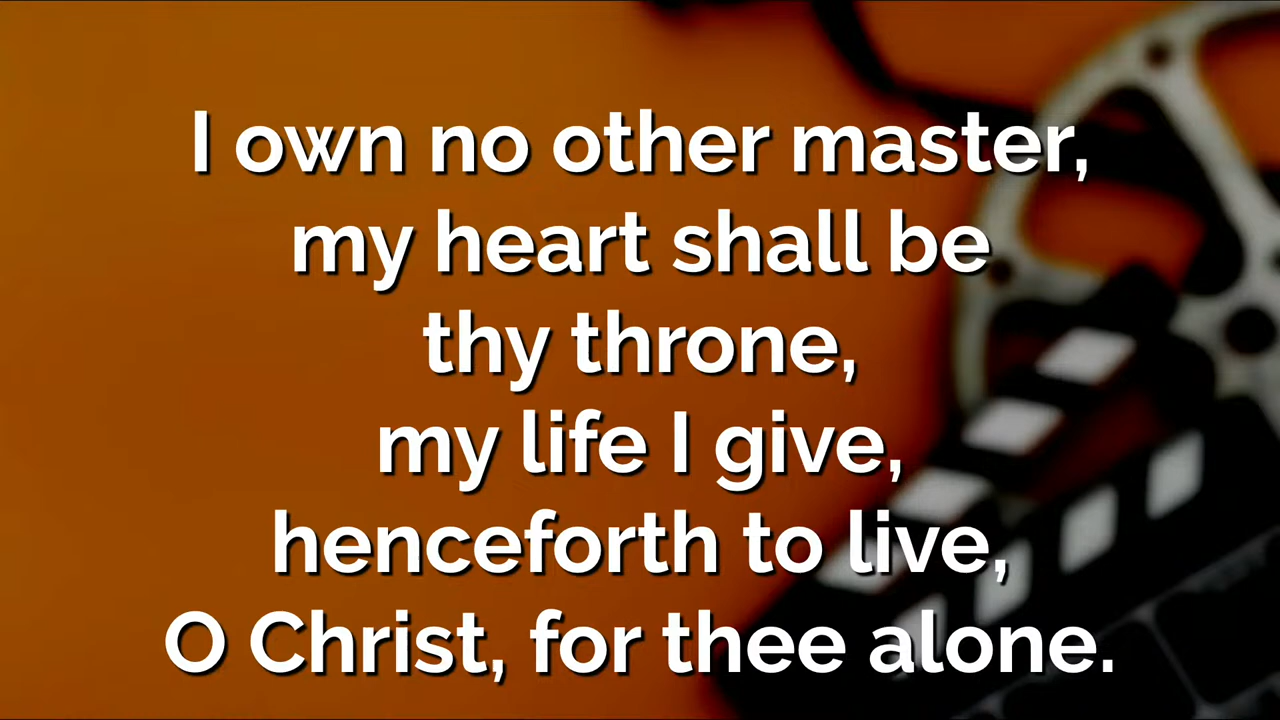 I own no other master,
my heart shall be
thy throne,
my life I give,
henceforth to live,
O Christ, for thee alone.